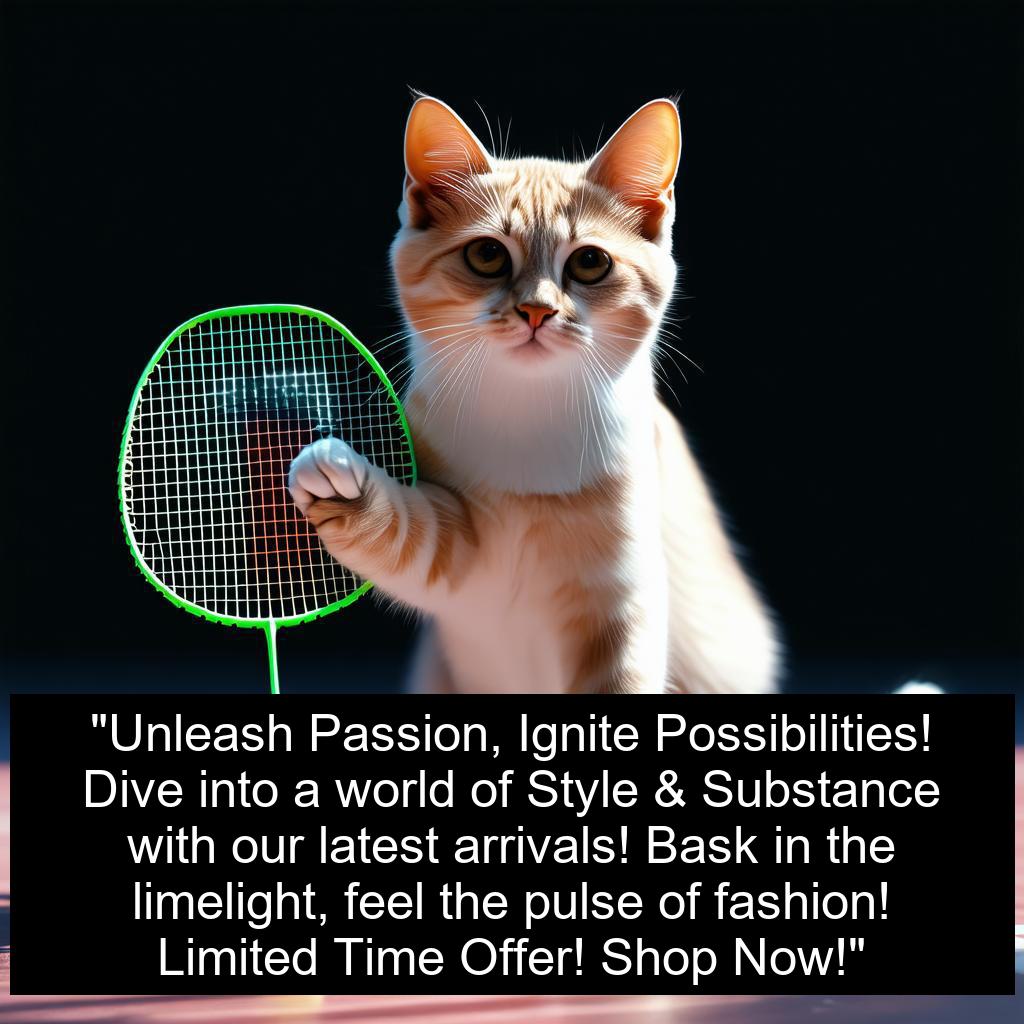 "Unleash Passion, Ignite Possibilities!
Dive into a world of Style & Substance
with our latest arrivals! Bask in the
limelight, feel the pulse of fashion!
Limited Time Offer! Shop Now!"